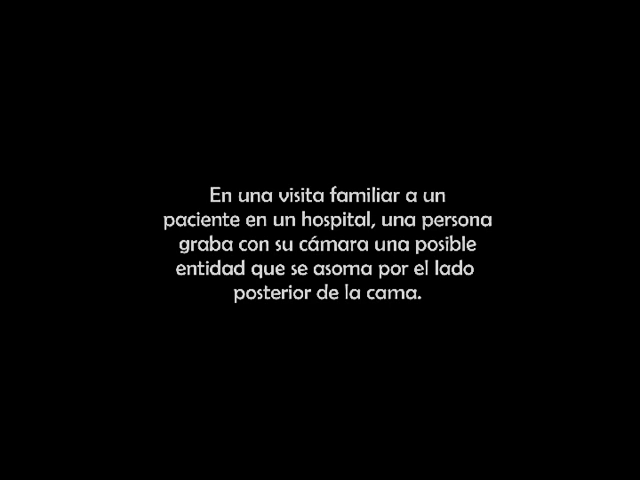 En una visita familiar a un
paciente en un hospital, una persona
graba con su cámara una posible
entidad que se asoma por el lado
posterior de la cama.